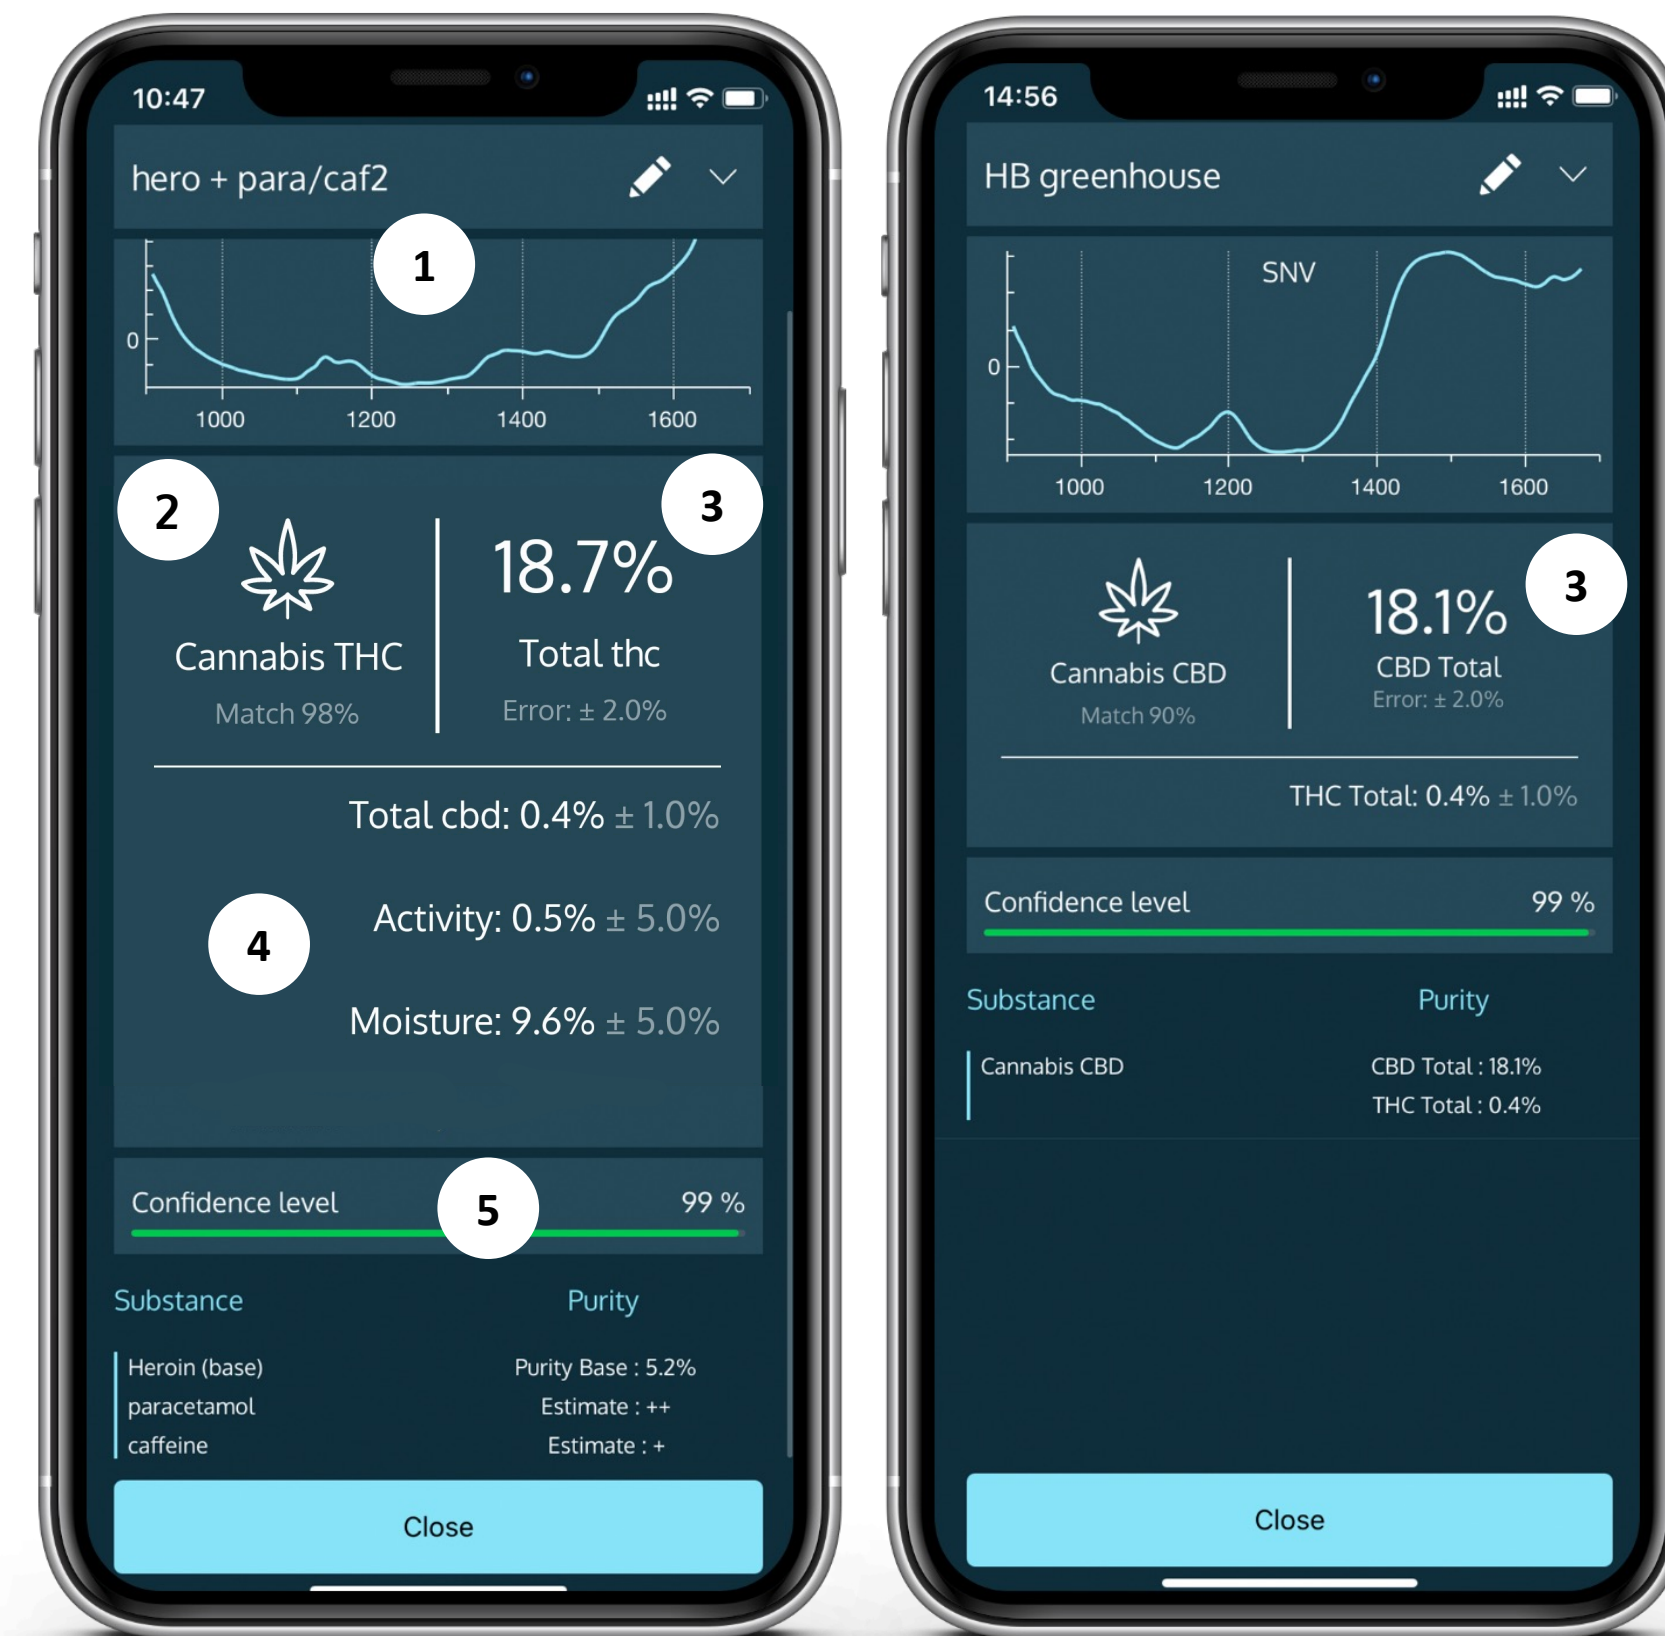 10:47
hero + para/caf2
1
0
1000 1200 1400 1600
2
3
18.7%
Cannabis THC
Total thc
Match 98%
Error: ± 2.0%
Total cbd: 0.4% ± 1.0%
Activity: 0.5% ± 5.0%
4
Moisture: 9.6% ± 5.0%
Confidence level 99 %
5
Substance Purity
Heroin (base) Purity Base : 5.2%
paracetamol Estimate : ++
caffeine Estimate : +
Close
14:56
HB greenhouse
SNV
0
1000 1200 1400 1600
3
18.1%
Cannabis CBD
CBD Total
Match 90%
Error: ± 2.0%
THC Total: 0.4% ± 1.0%
Confidence level 99 %
Substance Purity
Cannabis CBD CBD Total : 18.1%
THC Total : 0.4%
Close